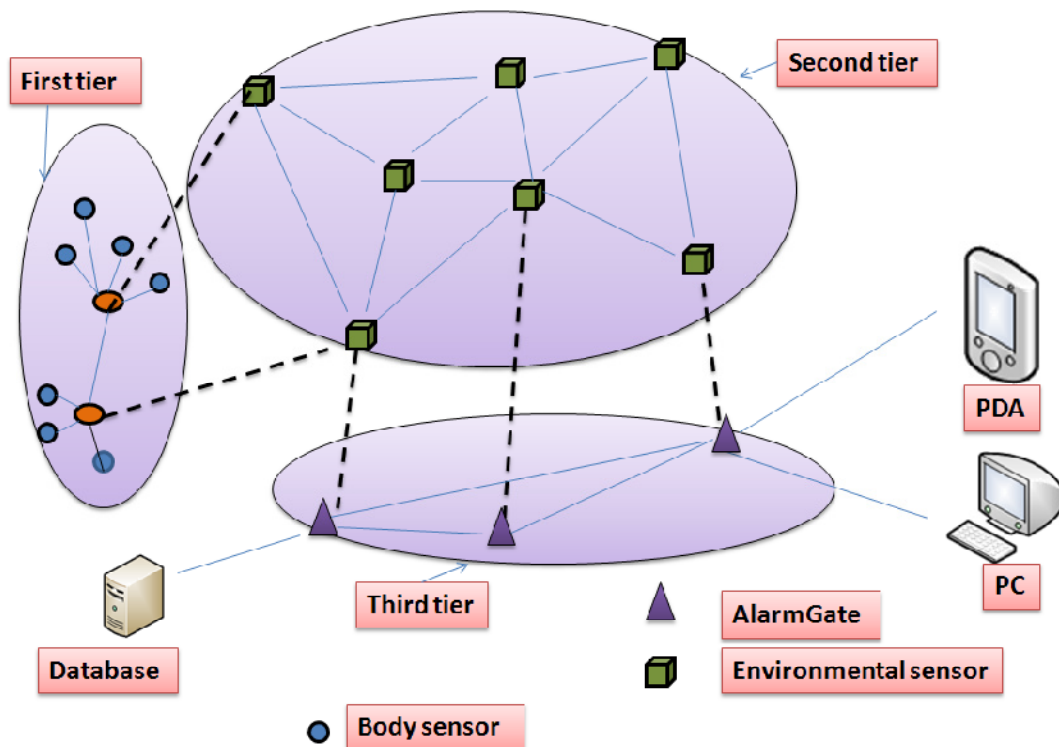 First tier
Second tier
PDA
PC
Third tier
AlarmGate
Database
Environmental sensor
Body sensor